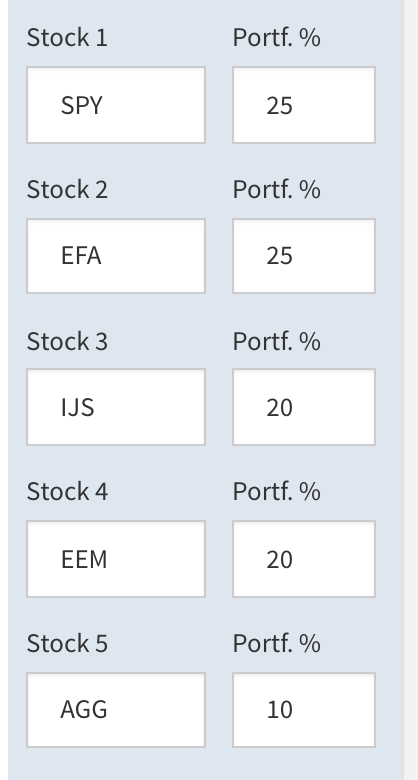 Stock 1 Portf. %
SPY 25
Stock 2 Portf. %
EFA 25
Stock 3 Portf. %
IJS 20
Stock 4 Portf. %
EEM 20
Stock 5 Portf. %
AGG 10